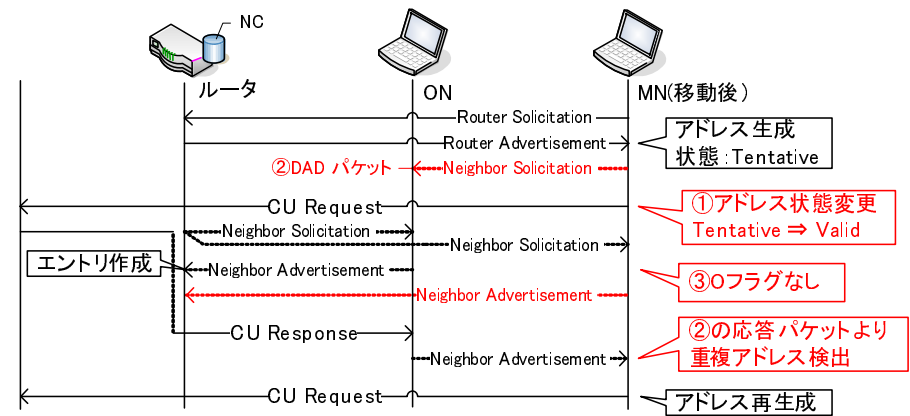 NC
ルータ
ON
MN(移動後)
Router Solicitation
アドレス生成
Router Advertisement
状態:Tentative
②DAD パケット
Neighbor Solicitation
CU Request
①アドレス状態変更
Tentative ⇒ Valid
Neighbor Solicitation
Neighbor Solicitation
エントリ作成
Neighbor Advertisement
③Oフラグなし
Neighbor Advertisement
CU Response
②の応答パケットより
重複アドレス検出
Neighbor Advertisement
CU Request
アドレス再生成